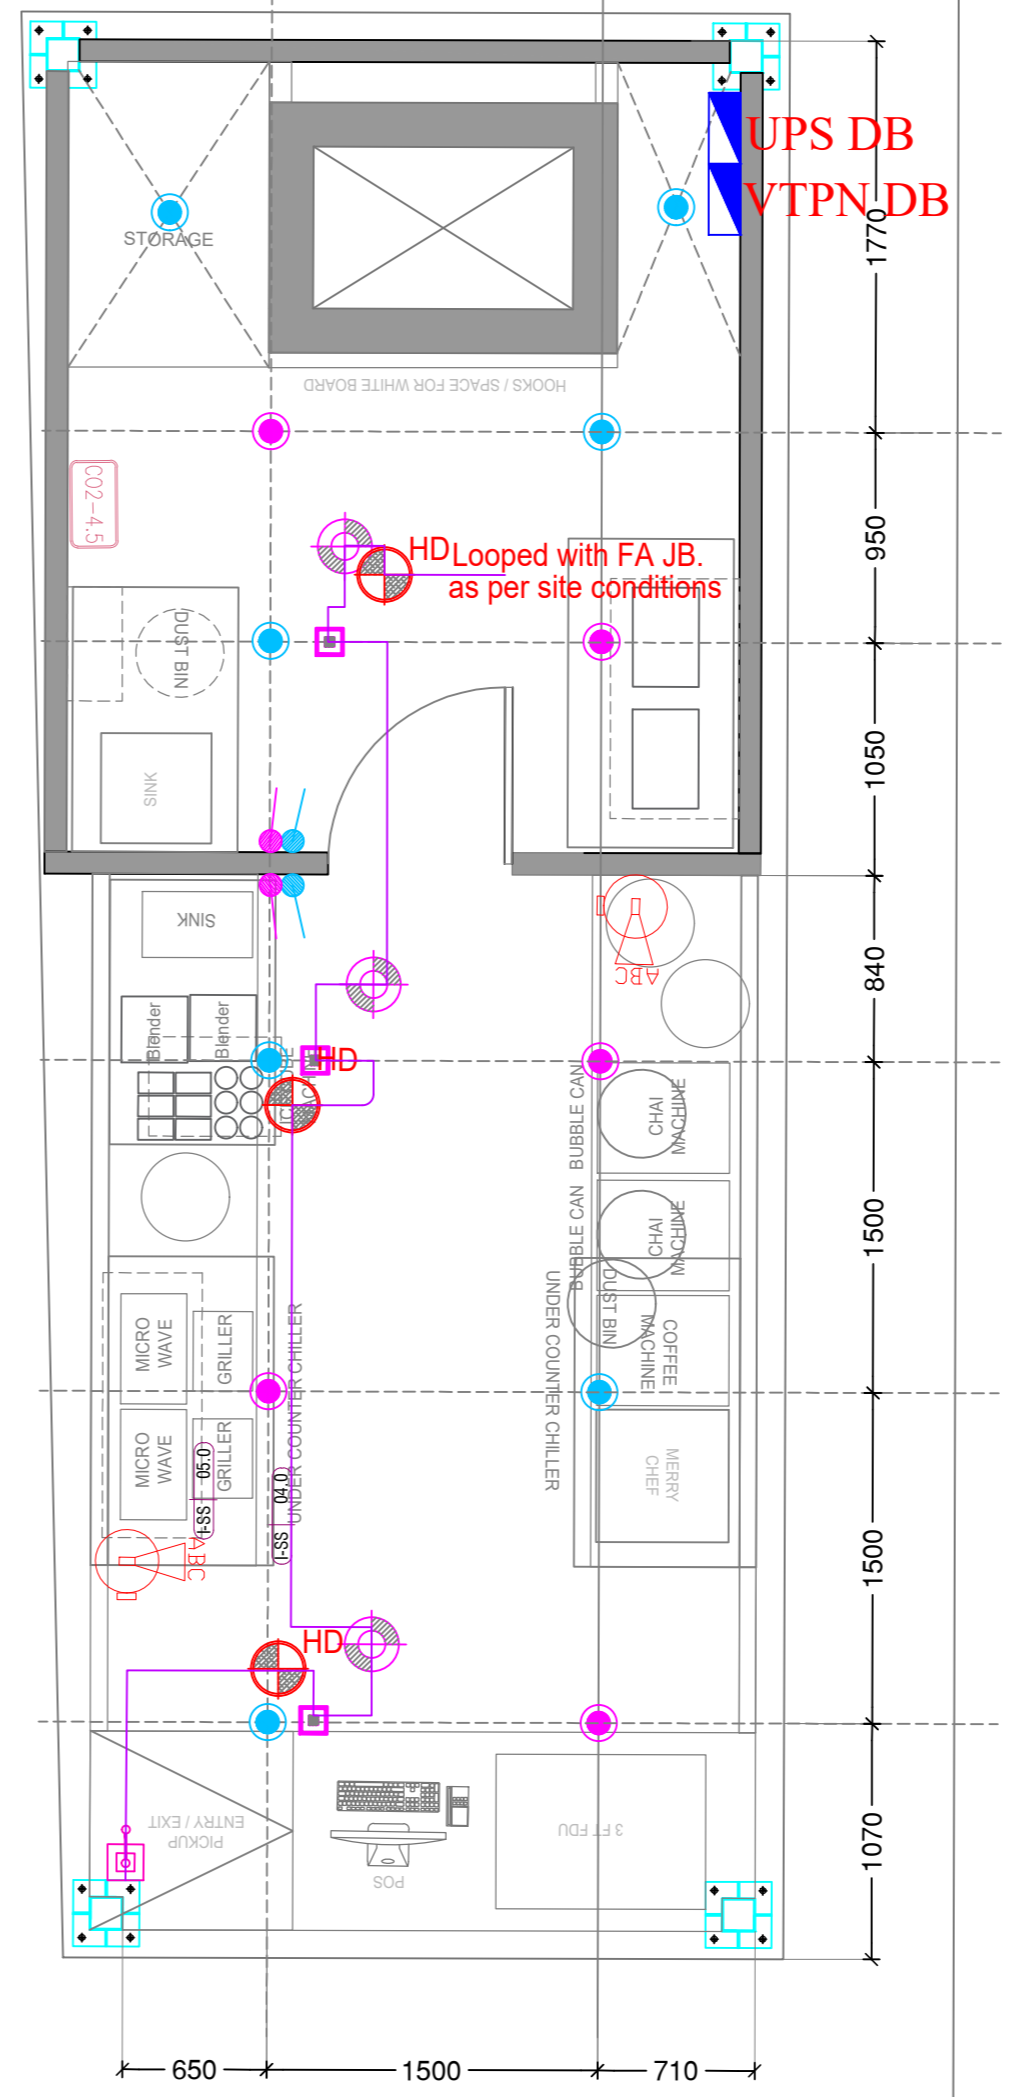 UPS DB
VTPN DB
STORAGE
1770
HOOKS / SPACE FOR WHITE BOARD
CO2-4.5
950
HD
Looped with FA JB.
as per site conditions
DUST BIN
SINK
1050
SINK
ABC
840
Blender
Blender
HD
BUBBLE CAN
CHAI
MACHINE
BUBBLE CAN
CHAI
MACHINE
1500
DUST BIN
UNDER COUNTER CHILLER
MICRO
WAVE
GRILLER
UNDER COUNTER CHILLER
COFFEE
MACHINE
MICRO
WAVE
GRILLER
I-SS 05.0
I-SS 04.0
MERRY
CHEF
ABC
1500
HD
PICKUP
ENTRY / EXIT
POS
3 FT FDU
1070
650
1500
710